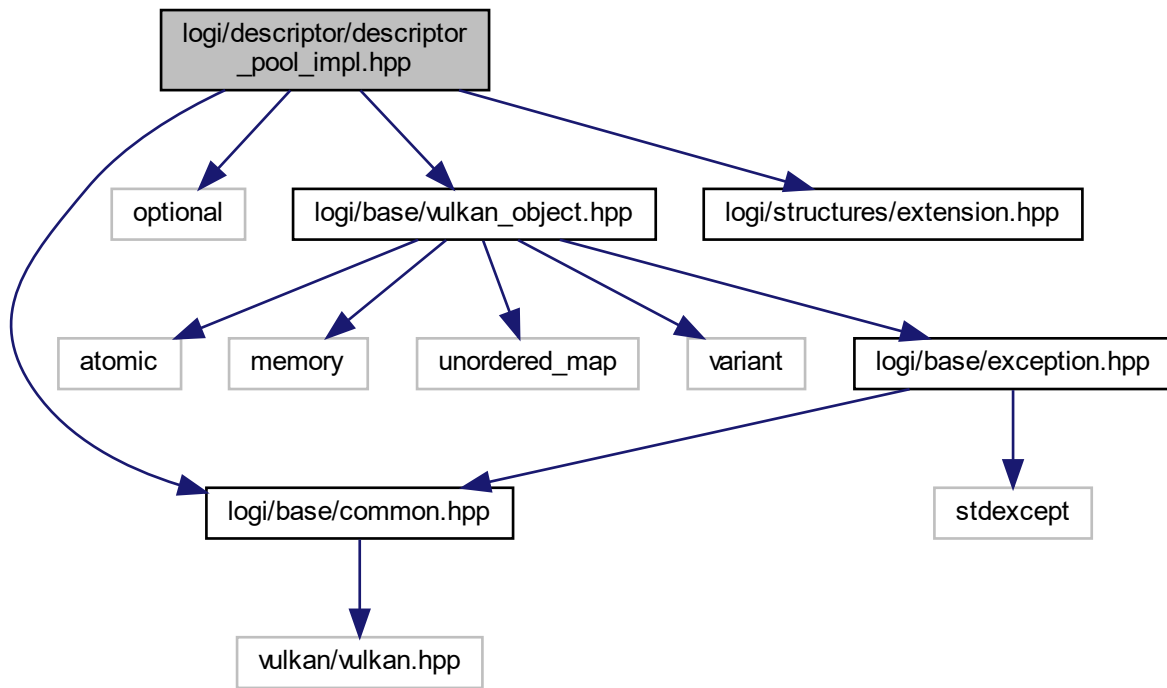 logi/descriptor/descriptor
_pool_impl.hpp
optional
logi/base/vulkan_object.hpp
logi/structures/extension.hpp
atomic
memory
unordered_map
variant
logi/base/exception.hpp
logi/base/common.hpp
stdexcept
vulkan/vulkan.hpp